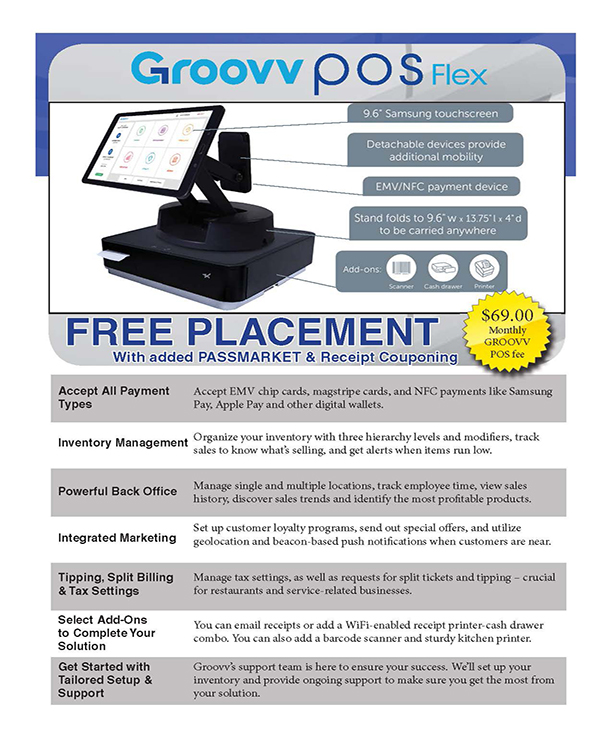 Groovv POS Flex
9.6" Samsung touchscreen
Detachable devices provide
additional mobility
EMV/NFC payment device
Stand folds to 9.6" w x 13.75" l x 4" d
to be carried anywhere
Add-ons:
Scanner Cash drawer Printer
FREE PLACEMENT
With added PASSMARKET & Receipt Couponing
$69.00
Monthly
GROOVV
POS fee
Accept All Payment
Types
Accept EMV chip cards, magstripe cards, and NFC payments like Samsung
Pay, Apple Pay and other digital wallets.
Inventory Management
Organize your inventory with three hierarchy levels and modifiers, track
sales to know what's selling, and get alerts when items run low.
Powerful Back Office
Manage single and multiple locations, track employee time, view sales
history, discover sales trends and identify the most profitable products.
Integrated Marketing
Set up customer loyalty programs, send out special offers, and utilize
geolocation and beacon-based push notifications when customers are near.
Tipping, Split Billing
& Tax Settings
Manage tax settings, as well as requests for split tickets and tipping – crucial
for restaurants and service-related businesses.
Select Add-Ons
to Complete Your
Solution
You can email receipts or add a WiFi-enabled receipt printer-cash drawer
combo. You can also add a barcode scanner and sturdy kitchen printer.
Get Started with
Tailored Setup &
Support
Groovv's support team is here to ensure your success. We'll set up your
inventory and provide ongoing support to make sure you get the most from
your solution.